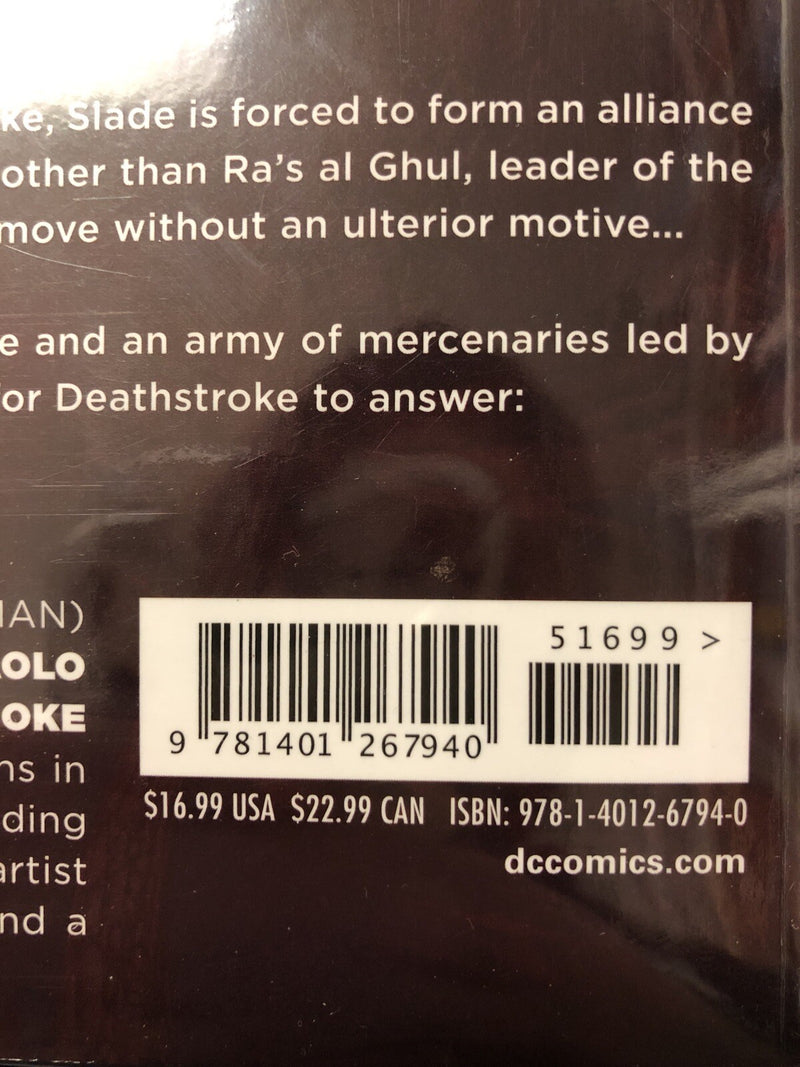 ke, Slade is forced to form an alliance
other than Ra's al Ghul, leader of the
move without an ulterior motive...
e and an army of mercenaries led by
or Deathstroke to answer:
IAN)
OLO
OKE
ns in
ding
artist
nd a
51699 >
9 781401 267940
$16.99 USA $22.99 CAN ISBN: 978-1-4012-6794-0
dccomics.com